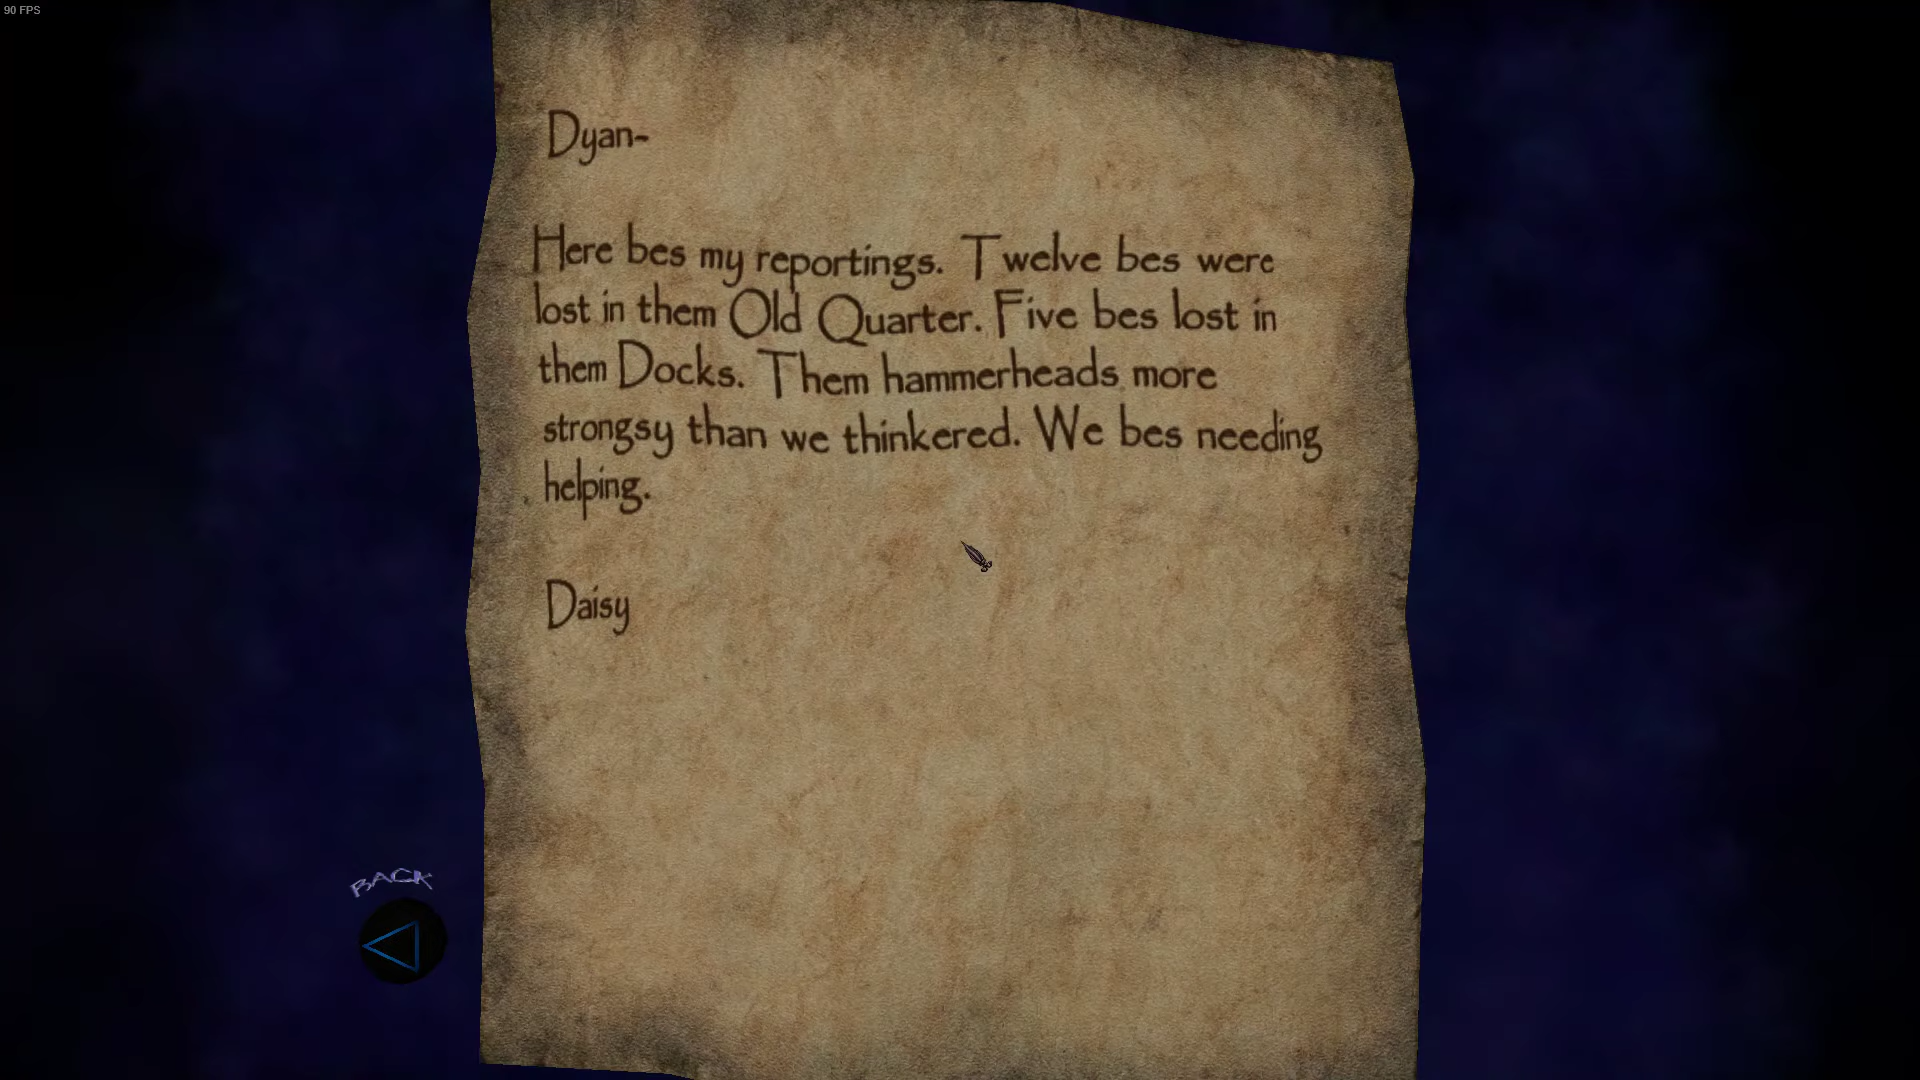 90 FPS
Dyan-
Here bes my reportings. Twelve bes were
lost in them Old Quarter. Five bes lost in
them Docks. Them hammerheads more
strongsy than we thinkered. We bes needing
helping.
Daisy
BACK